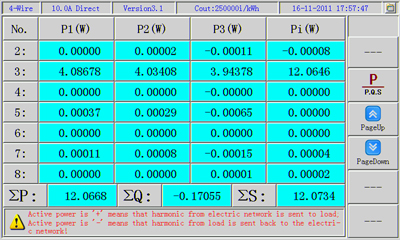 4-Wire 10.0A Direct Version3.1 Cout:2500001/kWh 16-11-2011 17:57:47
No. P1(W) P2(W) P3(W) Pi(W)
2: 0.00000 0.00002 -0.00011 -0.00008
3: 4.08678 4.03408 3.94378 12.0646
4: 0.00000 0.00000 0.00000 0.00000
5: 0.00037 0.00029 -0.00065 0.00000
6: 0.00000 0.00000 0.00000 0.00000
7: 0.00011 0.00008 -0.00015 0.00004
8: 0.00000 0.00000 0.00001 0.00002
ΣP: 12.0668 ΣQ: -0.17055 ΣS: 12.0734
Active power is "+" means that harmonic from electric network is sent to load,
Active power is "-" means that harmonic from load is sent back to the electri-
c network!
---
P
P.Q.S
PageUp
PageDown
---
---